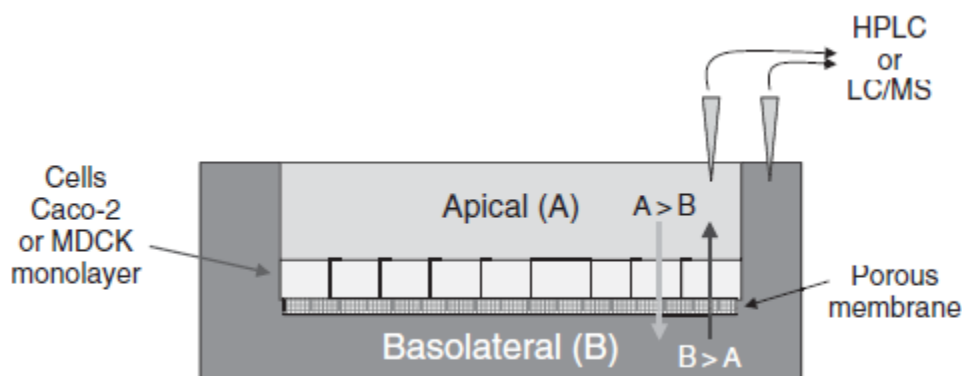 HPLC
or
LC/MS
Cells
Caco-2
or MDCK
monolayer
Apical (A)
A > B
Porous
membrane
Basolateral (B)
B > A